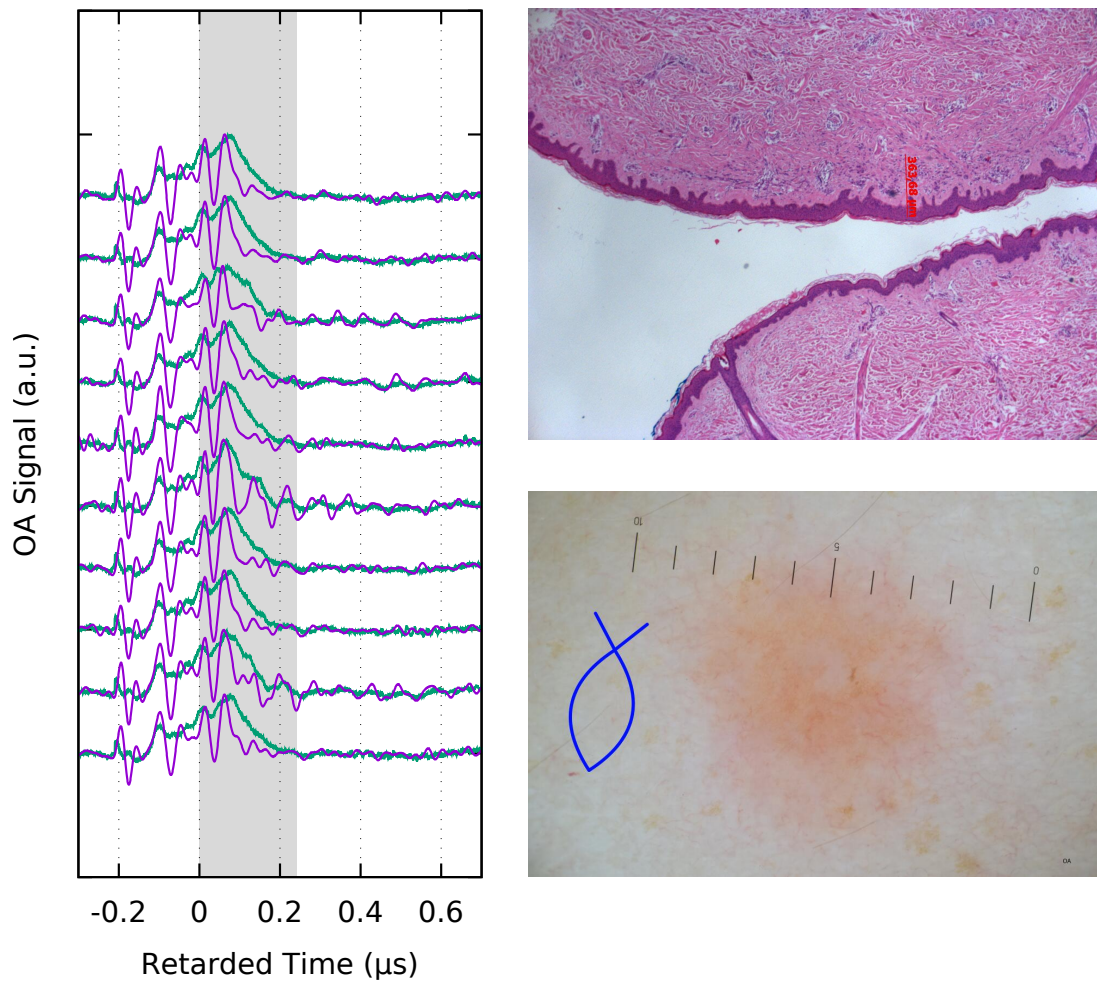 OA Signal (a.u.)
-0.2 0 0.2 0.4 0.6
Retarded Time (μs)
363,68 μm
10 5 0
OA